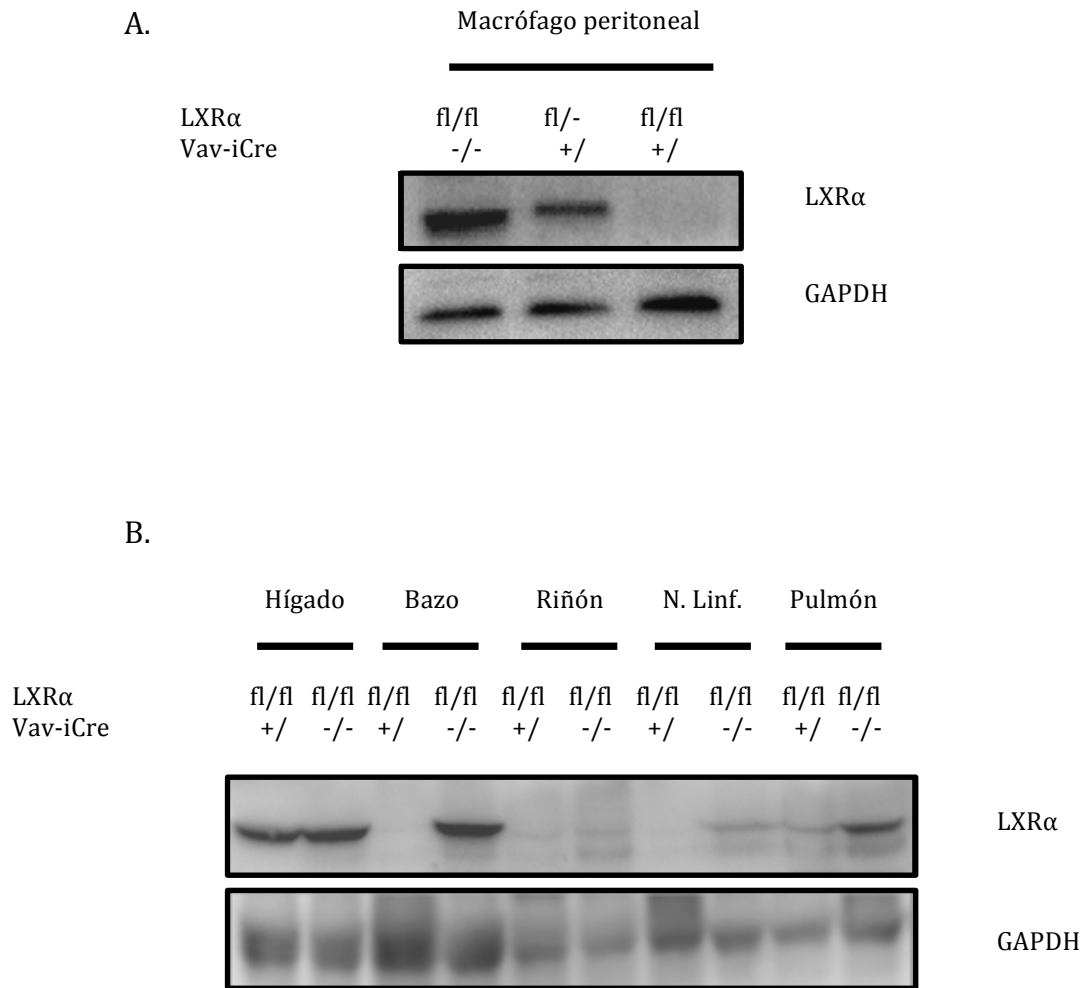 A.
Macrófago peritoneal
LXRα fl/fl fl/- fl/fl
Vav-iCre -/- +/ +/
LXRα
GAPDH
B.
Hígado Bazo Riñón N. Linf. Pulmón
LXRα fl/fl fl/fl fl/fl fl/fl fl/fl fl/fl fl/fl fl/fl fl/fl fl/fl
Vav-iCre +/ -/- +/ -/- +/ -/- +/ -/- +/ -/-
LXRα
GAPDH